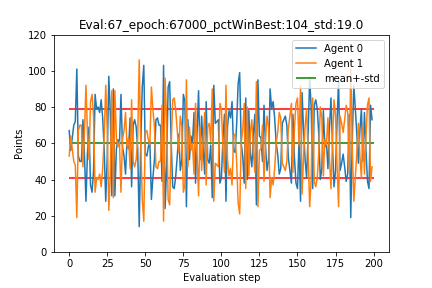 Eval:67_epoch:67000_pctWinBest:104_std:19.0
120
100
80
60
40
20
0
Points
0
25
50
75
100
125
150
175
200
Evaluation step
Agent 0
Agent 1
mean+-std